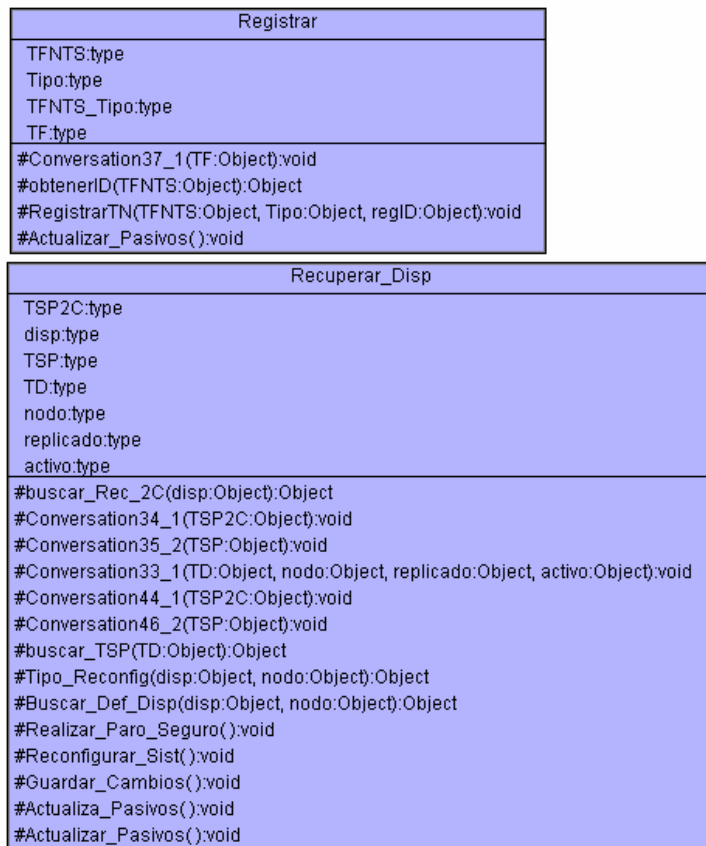 Registrar
TFNTS:type
Tipo:type
TFNTS_Tipo:type
TF:type
#Conversation37_1(TF:Object):void
#obtenerID(TFNTS:Object):Object
#RegistrarTN(TFNTS:Object, Tipo:Object, regID:Object):void
#Actualizar_Pasivos():void
Recuperar_Disp
TSP2C:type
disp:type
TSP:type
TD:type
nodo:type
replicado:type
activo:type
#buscar_Rec_2C(disp:Object):Object
#Conversation34_1(TSP2C:Object):void
#Conversation35_2(TSP:Object):void
#Conversation33_1(TD:Object, nodo:Object, replicado:Object, activo:Object):void
#Conversation44_1(TSP2C:Object):void
#Conversation46_2(TSP:Object):void
#buscar_TSP(TD:Object):Object
#Tipo_Reconfig(disp:Object, nodo:Object):Object
#Buscar_Def_Disp(disp:Object, nodo:Object):Object
#Realizar_Paro_Seguro():void
#Reconfigurar_Sist():void
#Guardar_Cambios():void
#Actualiza_Pasivos():void
#Actualizar_Pasivos():void